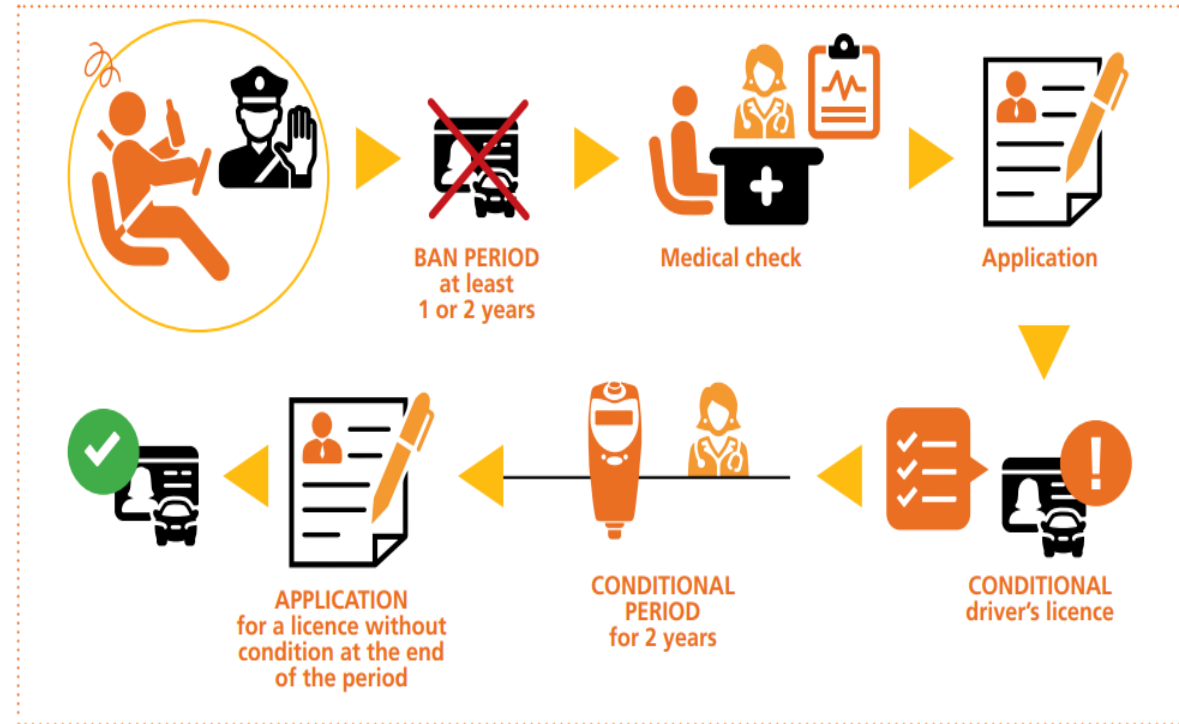 BAN PERIOD
at least
1 or 2 years
Medical check
Application
CONDITIONAL
driver's licence
CONDITIONAL
PERIOD
for 2 years
APPLICATION
for a licence without
condition at the end
of the period